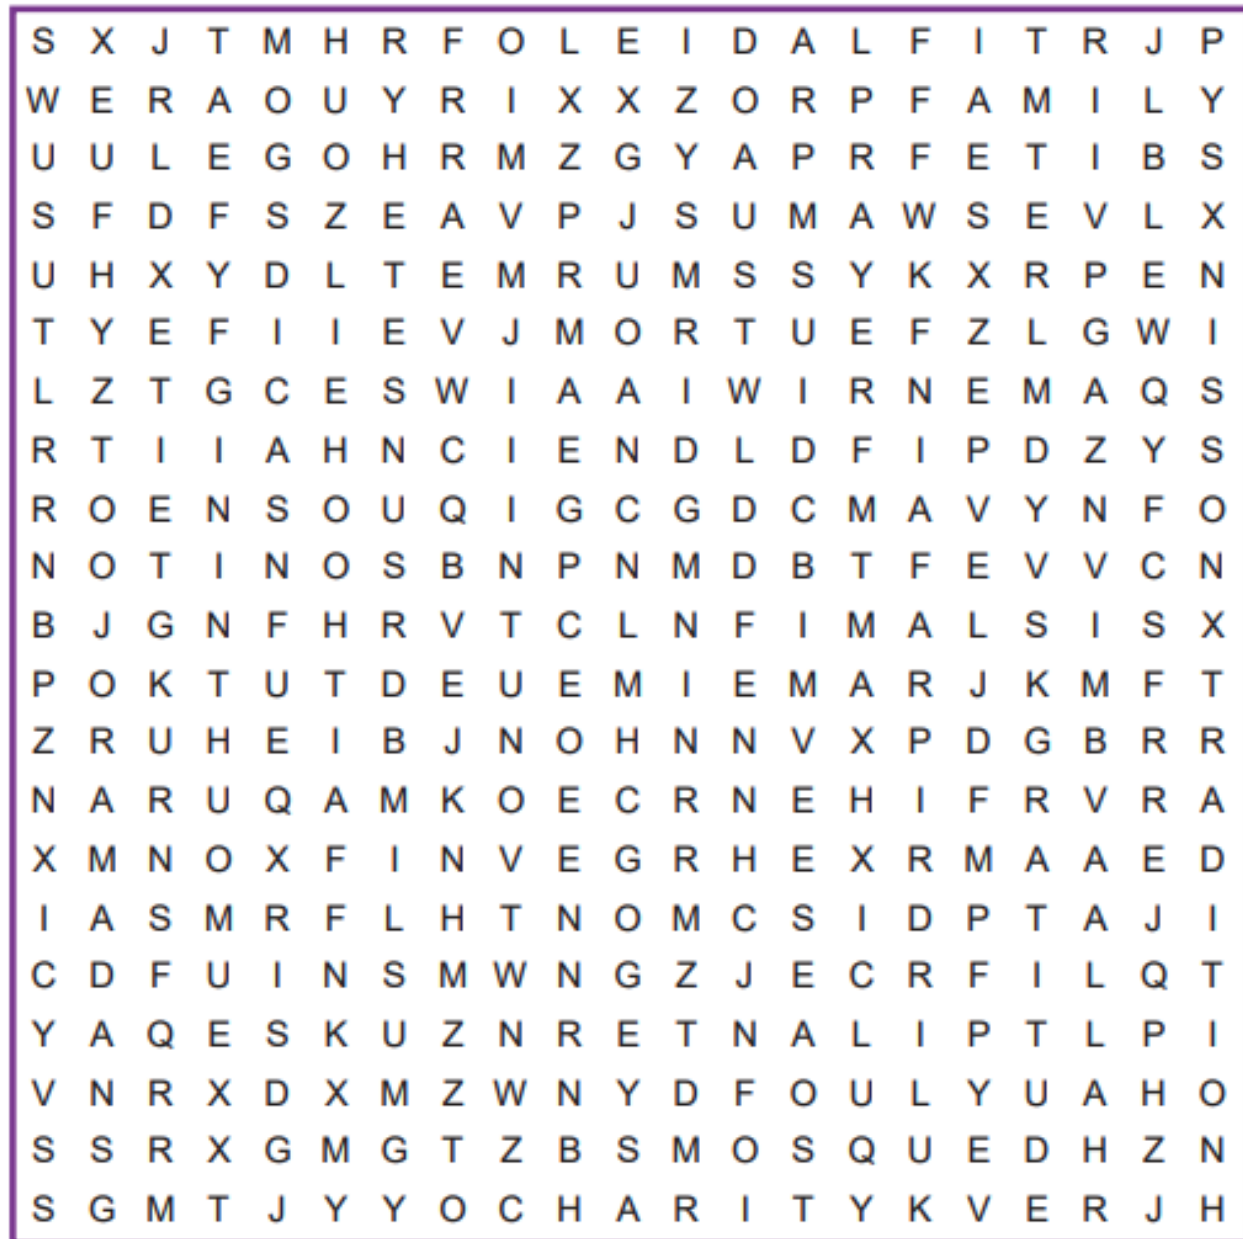 S X J T M H R F O L E I D A L F I T R J P
W E R A O U Y R I X X Z O R P F A M I L Y
U U L E G O H R M Z G Y A P R F E T I B S
S F D F S Z E A V P J S U M A W S E V L X
U H X Y D L T E M R U M S S Y K X R P E N
T Y E F I I E V J M O R T U E F Z L G W I
L Z T G C E S W I A A I W I R N E M A Q S
R T I I A H N C I E N D L D F I P D Z Y S
R O E N S O U Q I G C G D C M A V Y N F O
N O T I N O S B N P N M D B T F E V V C N
B J G N F H R V T C L N F I M A L S I S X
P O K T U T D E U E M I E M A R J K M F T
Z R U H E I B J N O H N N V X P D G B R R
N A R U Q A M K O E C R N E H I F R V R A
X M N O X F I N V E G R H E X R M A A E D
I A S M R F L H T N O M C S I D P T A J I
C D F U I N S M W N G Z J E C R F I L Q T
Y A Q E S K U Z N R E T N A L I P T L P I
V N R X D X M Z W N Y D F O U L Y U A H O
S S R X G M G T Z B S M O S Q U E D H Z N
S G M T J Y Y O C H A R I T Y K V E R J H